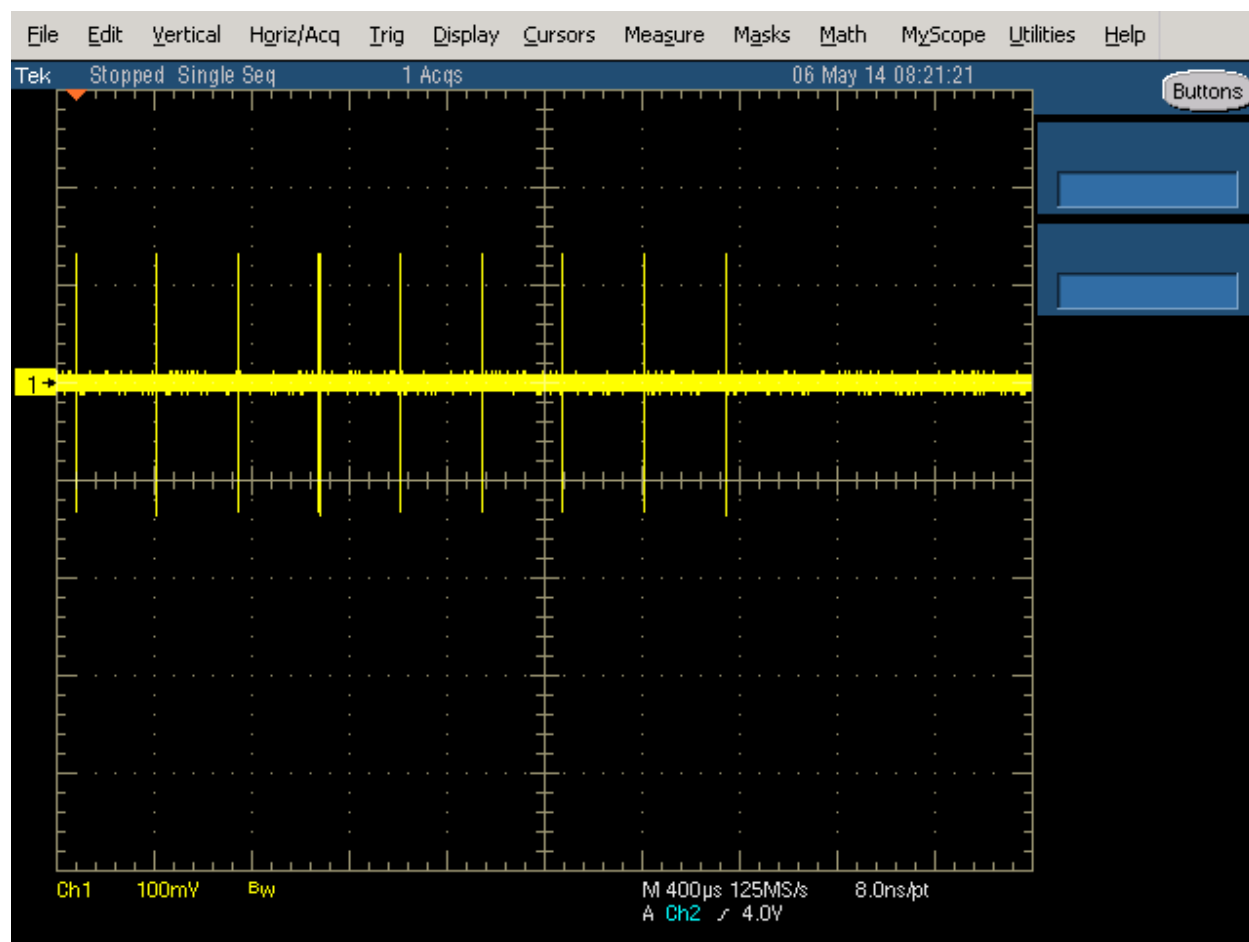 File Edit Vertical Horiz/Acq Trig Display Cursors Measure Masks Math MyScope Utilities Help
Tek Stopped Single Seq 1 Acqs 06 May 14 08:21:21
Buttons
1
Ch1 100mV Bw M 400µs 125MS/s 8.0ns/pt
A Ch2 4.0V